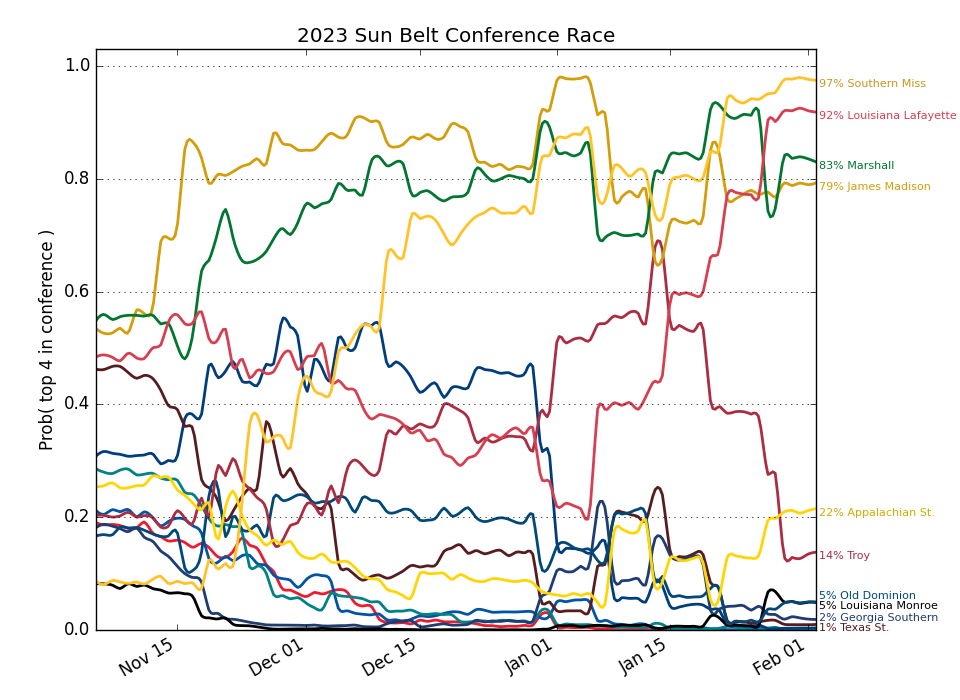 2023 Sun Belt Conference Race
Prob( top 4 in conference )
1.0
0.8
0.6
0.4
0.2
0.0
Nov 15
Dec 01
Dec 15
Jan 01
Jan 15
Feb 01
97% Southern Miss
92% Louisiana Lafayette
83% Marshall
79% James Madison
22% Appalachian St.
14% Troy
5% Old Dominion
5% Louisiana Monroe
2% Georgia Southern
1% Texas St.